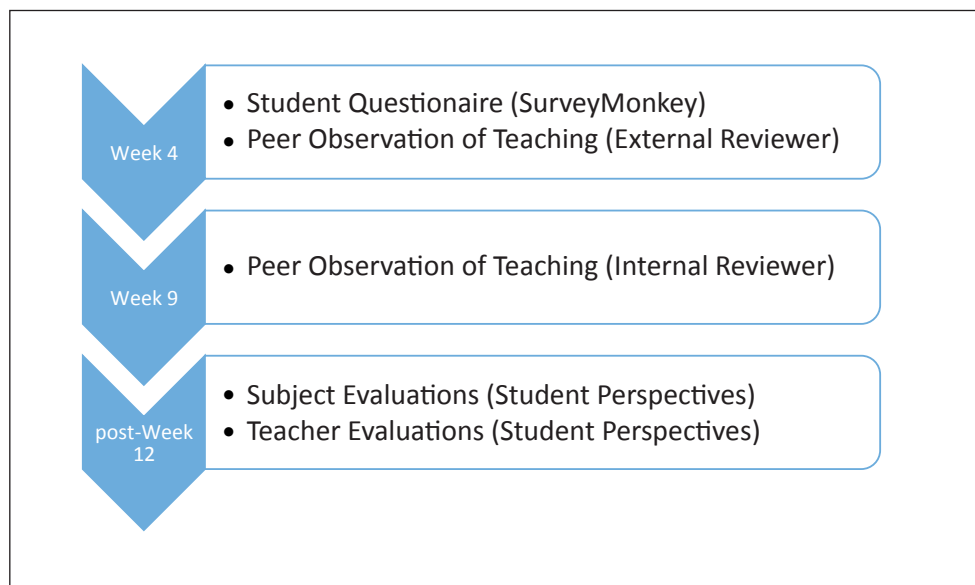 Week 4
• Student Questionaire (SurveyMonkey)
• Peer Observation of Teaching (External Reviewer)
Week 9
• Peer Observation of Teaching (Internal Reviewer)
post-Week
12
• Subject Evaluations (Student Perspectives)
• Teacher Evaluations (Student Perspectives)